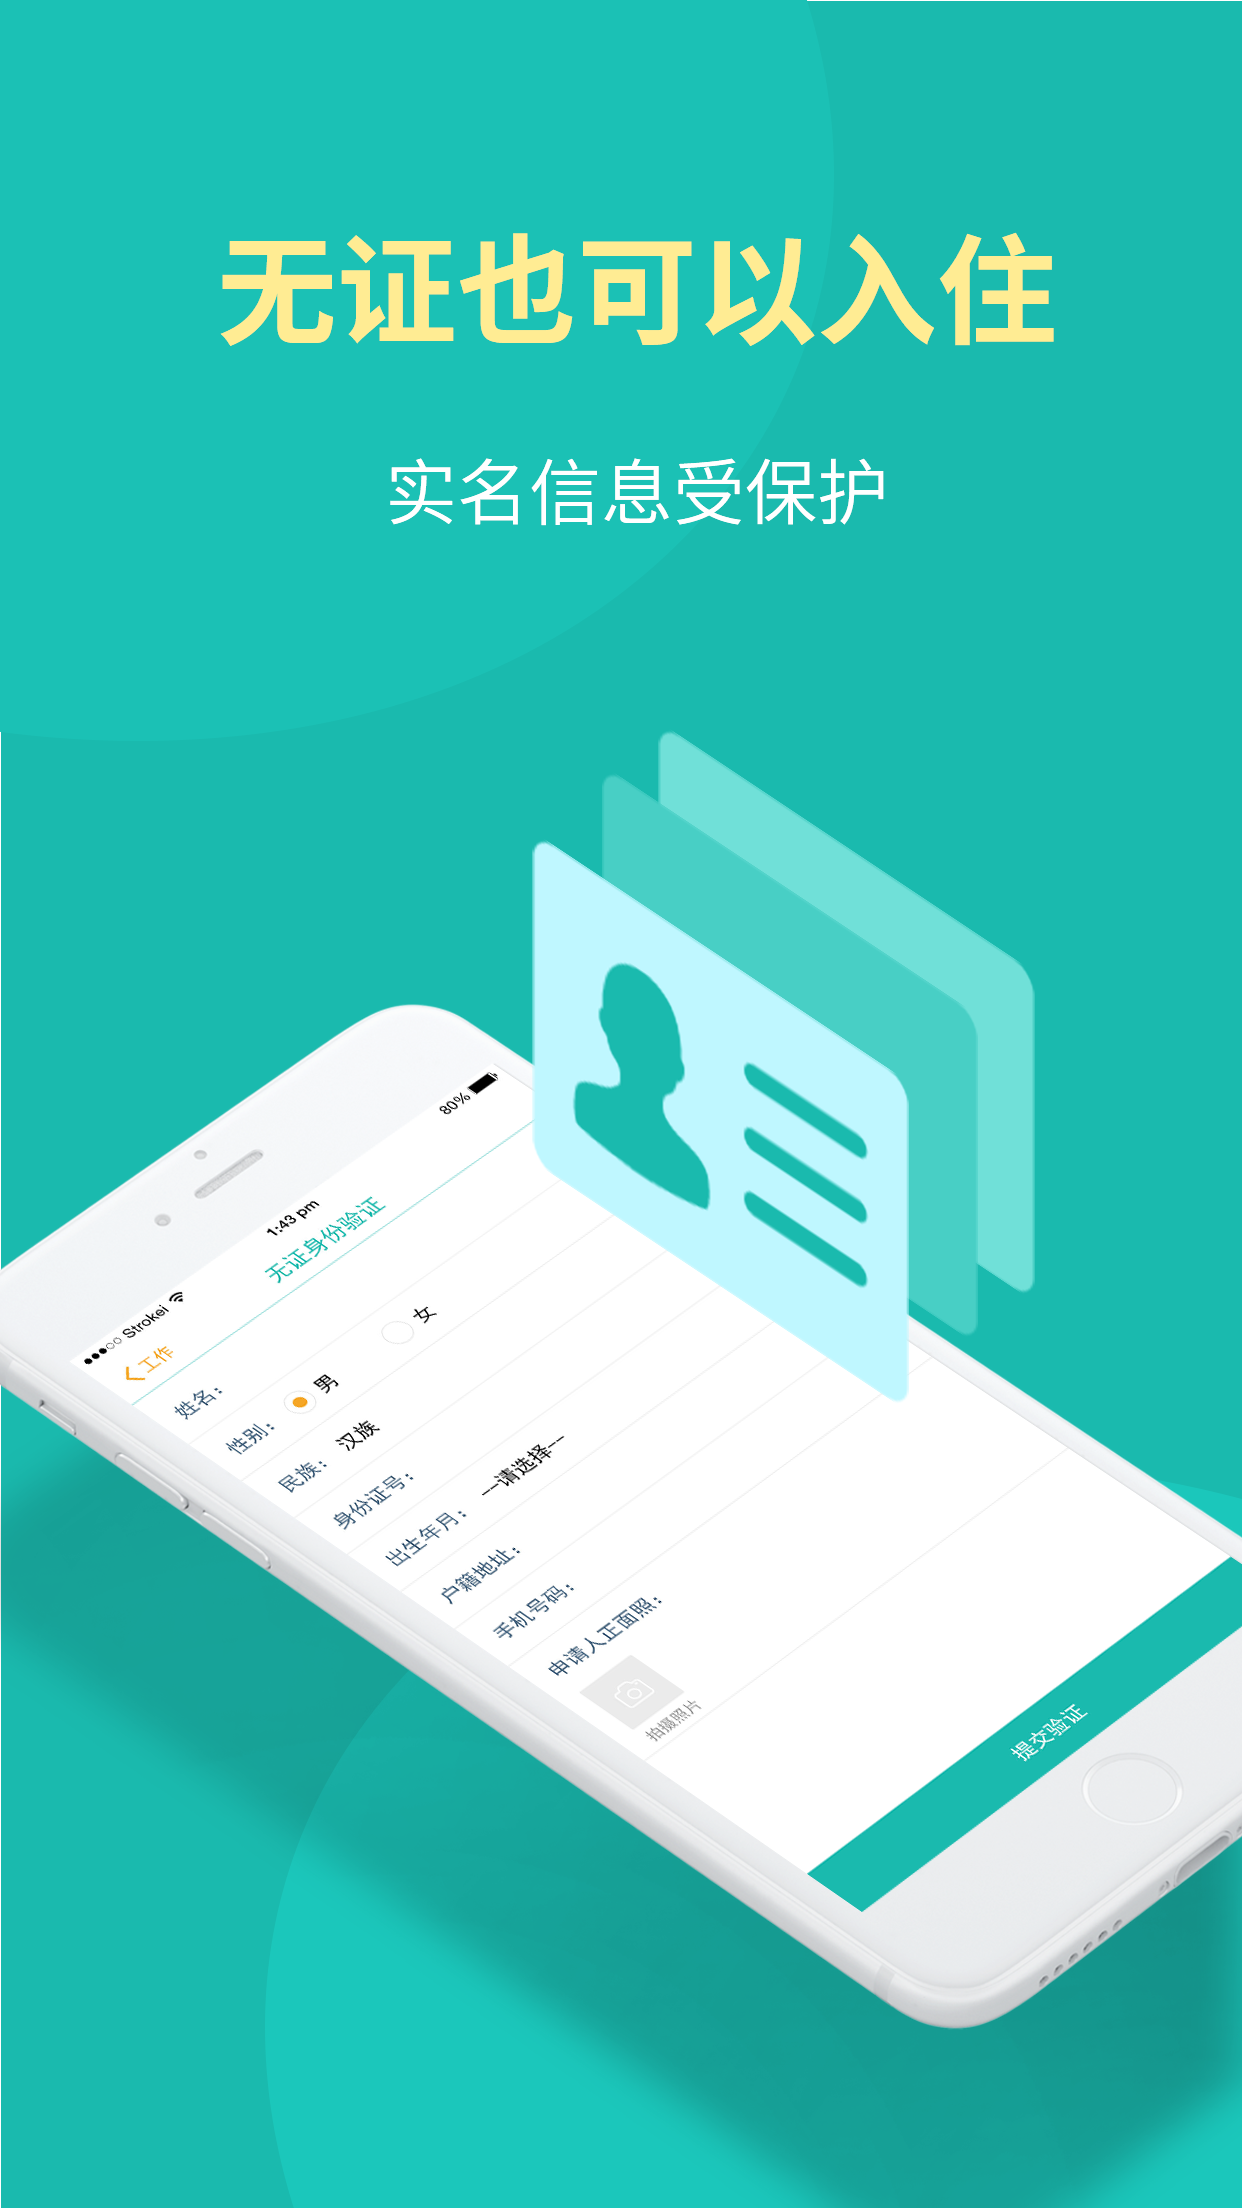 无证也可以入住
实名信息受保护
●●●○○ Strokei
1:43 pm
80%
工作
无证身份验证
姓名：
性别：
男
女
民族：
汉族
身份证号：
出生年月：
--请选择--
户籍地址：
手机号码：
申请人正面照：
拍摄照片
提交验证